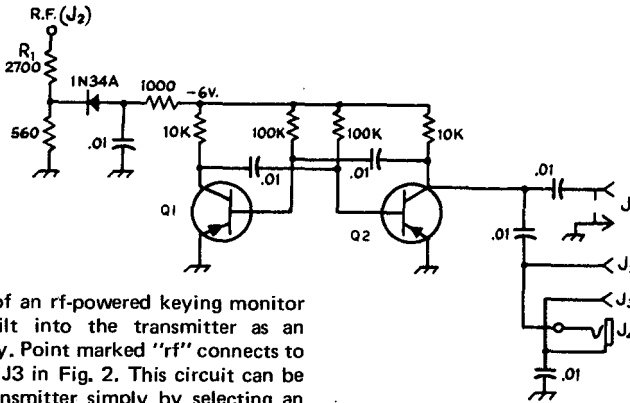 R.F. (J2)
R1
2700
1N34A
1000
-6V.
560
.01
10K
100K
100K
10K
.01
.01
.01
.01
Q1
Q2
J
J
J3
J4
.01
of an rf-powered keying monitor
ilt into the transmitter as an
y. Point marked "rf" connects to
J3 in Fig. 2. This circuit can be
nsmitter simply by selecting an